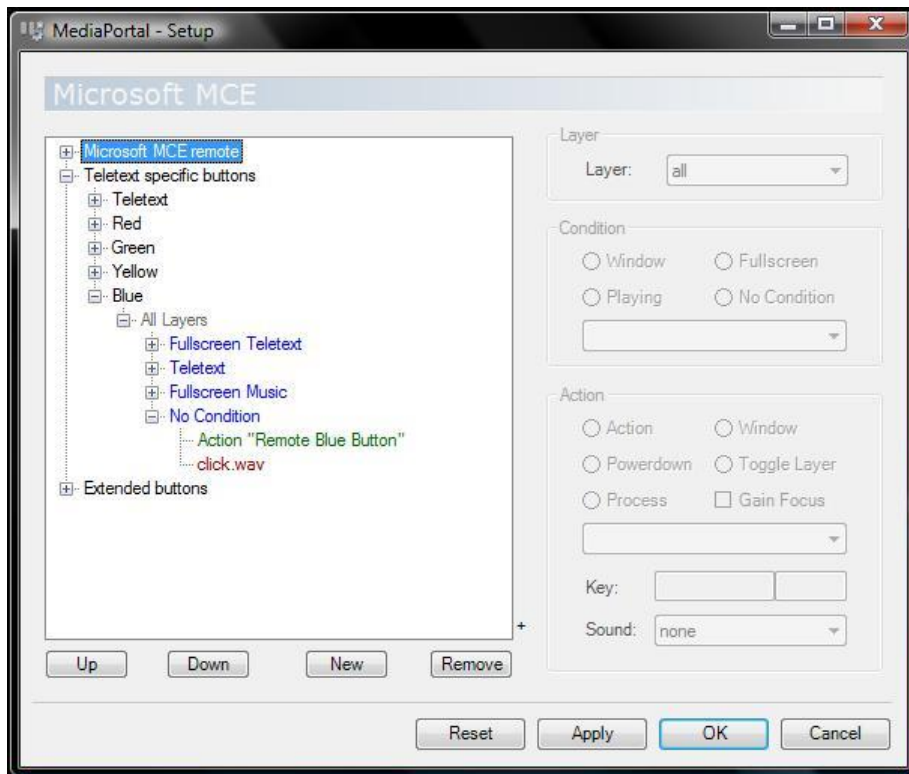 MediaPortal - Setup
Microsoft MCE
Microsoft MCE remote
Teletext specific buttons
Teletext
Red
Green
Yellow
Blue
All Layers
Fullscreen Teletext
Teletext
Fullscreen Music
No Condition
Action "Remote Blue Button"
click.wav
Extended buttons
Up Down New Remove
Layer
Layer: all
Condition
Window Fullscreen
Playing No Condition
Action
Action Window
Powerdown Toggle Layer
Process Gain Focus
Key:
Sound: none
Reset Apply OK Cancel